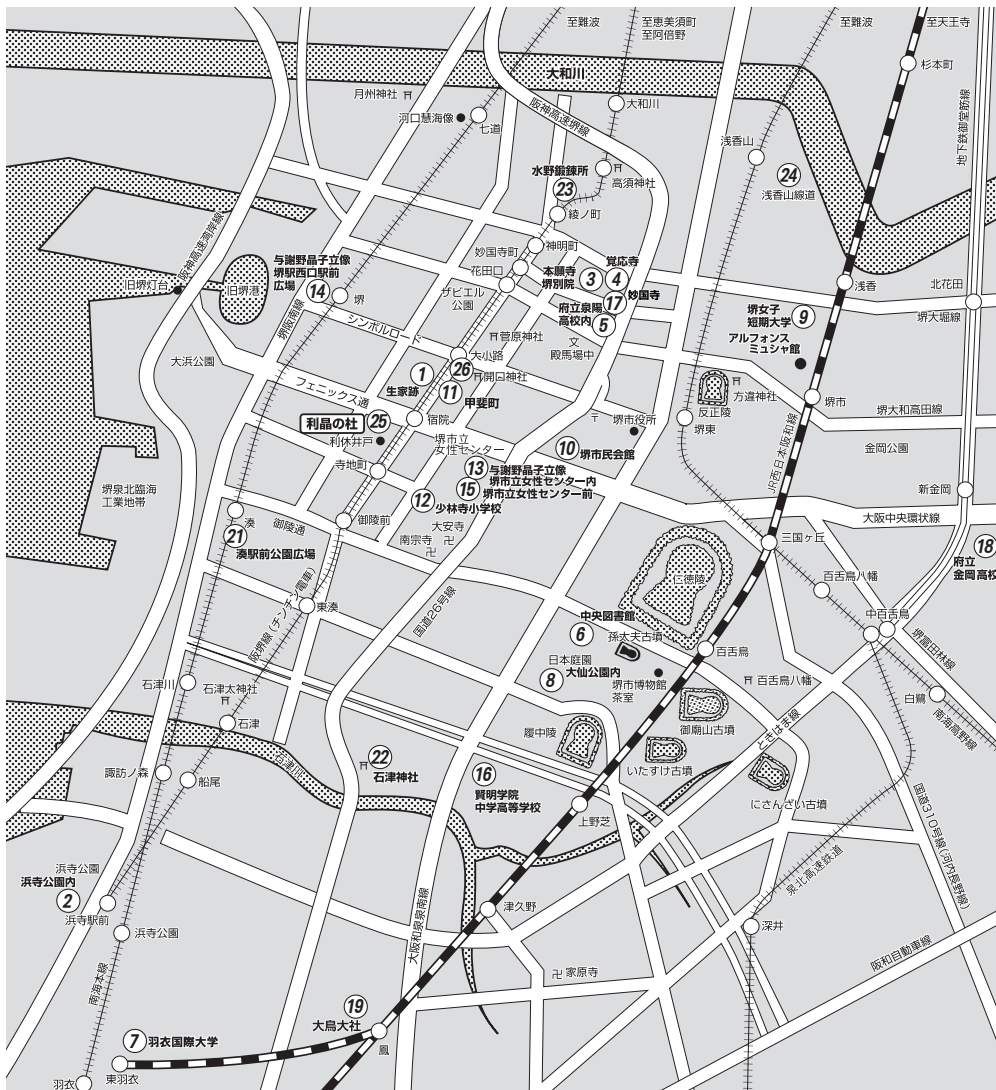 至難波
至恵美須町
至阿倍野
至難波
至天王寺
杉本町
大和川
月州神社
河口慧海像
七道
阪神高速堺線
大和川
浅香山
地下鉄御堂筋線
水野鍛錬所
23
高須神社
綾ノ町
24
浅香山線道
神明町
妙国寺町
花田口
ザビエル
公園
本願寺
堺別院
3
覚応寺
4
妙国寺
17
府立泉陽
高校内
5
浅香
北花田
堺大堀線
阪神高速湾岸線
旧堺灯台
旧堺港
与謝野晶子立像
堺駅西口駅前
広場
14
堺
堺阪南線
シンボルロード
菅原神社
文
殿馬場中
堺女子
短期大学
9
アルフォンス
ミュシャ館
大浜公園
大小路
26
開口神社
生家跡
1
11
甲斐町
フェニックス通
方違神社
反正陵
堺市
堺東
堺大和高田線
利晶の杜
25
利休井戸
宿院
堺市立
女性センター
堺市役所
10
堺市民会館
金岡公園
JR西日本阪和線
寺地町
13
与謝野晶子立像
堺市立女性センター内
15
堺市立女性センター前
12
少林寺小学校
新金岡
堺泉北臨海
工業地帯
湊
21
湊駅前公園広場
御陵通
御陵前
大安寺
南宗寺
大阪中央環状線
三国ヶ丘
18
府立
金岡高校
仁徳陵
百舌鳥八幡
東湊
阪堺線(チンチン電車)
国道26号線
中央図書館
6
孫太夫古墳
中百舌鳥
堺富田林線
百舌鳥
日本庭園
8
大仙公園内
堺市博物館
茶室
百舌鳥八幡
白鷺
南海高野線
石津川
石津太神社
石津
御廟山古墳
履中陵
いたすけ古墳
ときはま線
にさんざい古墳
石津川
22
石津神社
諏訪ノ森
船尾
16
賢明学院
中学高等学校
上野芝
国道310号線(河内長野線)
泉北高速鉄道
浜寺公園
浜寺公園内
2
浜寺駅前
浜寺公園
大阪和泉泉南線
津久野
深井
阪和自動車線
南海本線
家原寺
19
大鳥大社
鳳
7
羽衣国際大学
羽衣
東羽衣